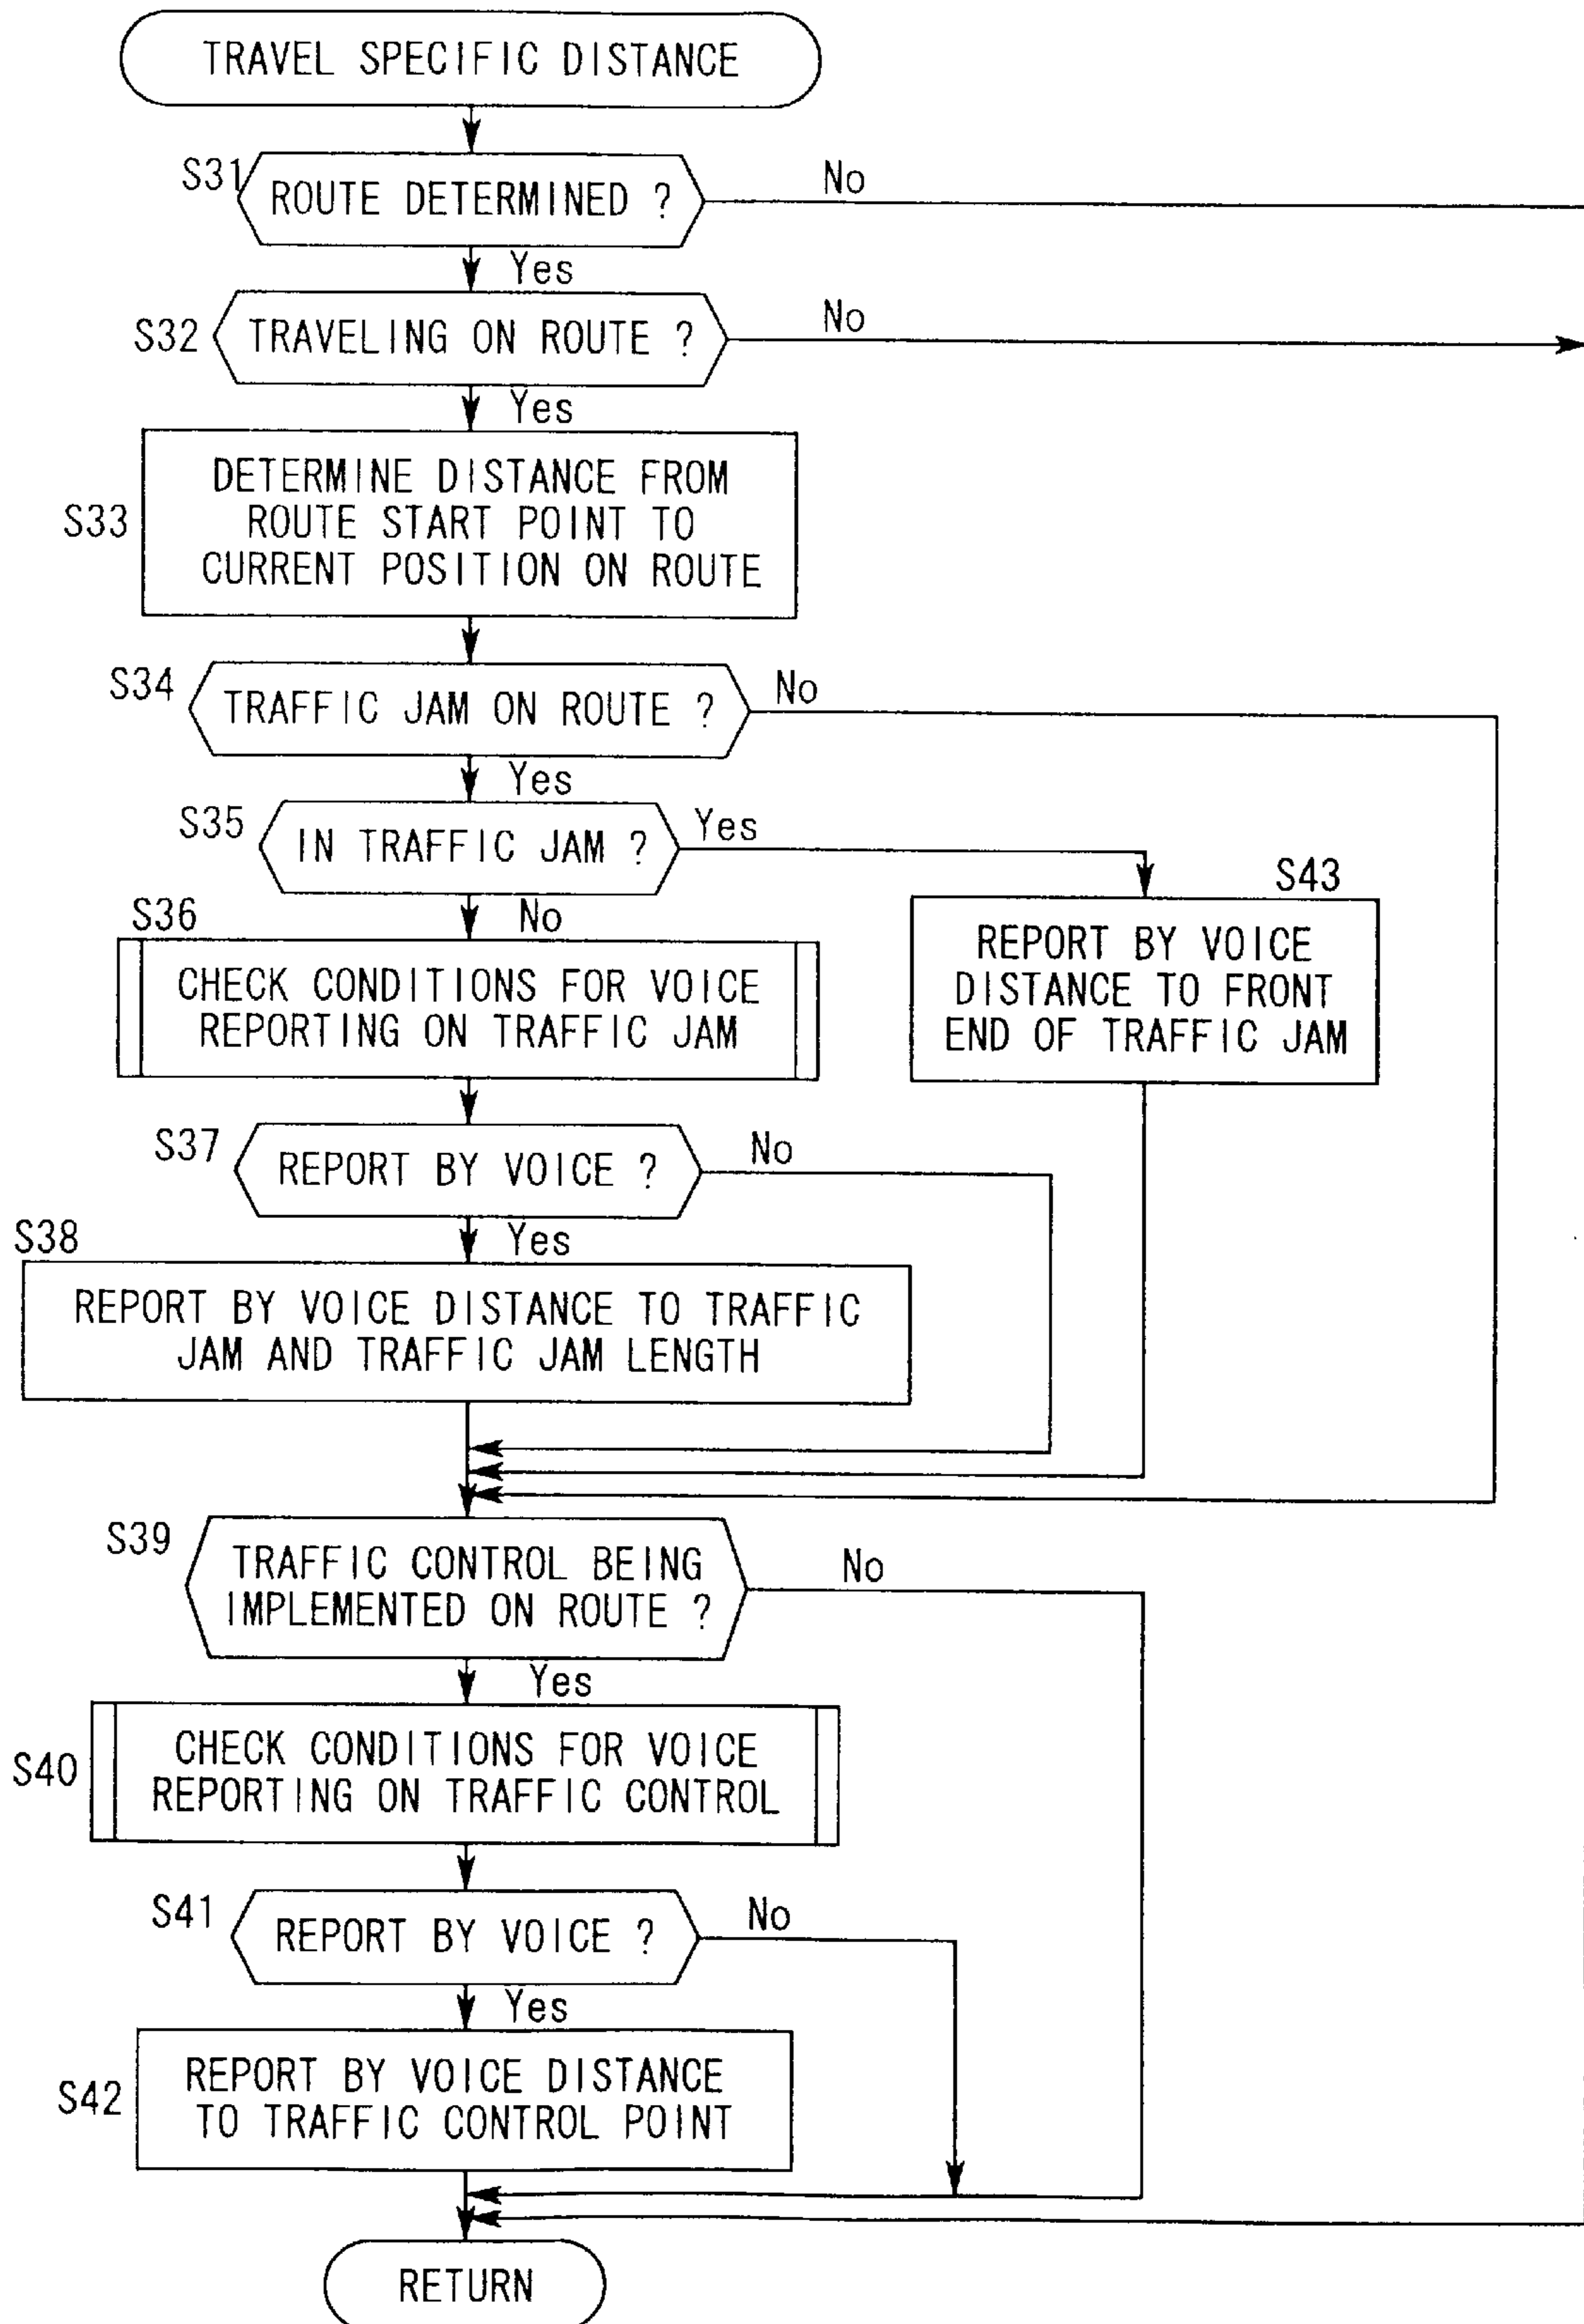 TRAVEL SPECIFIC DISTANCE
S31
ROUTE DETERMINED ?
No
Yes
S32
TRAVELING ON ROUTE ?
No
Yes
S33
DETERMINE DISTANCE FROM
ROUTE START POINT TO
CURRENT POSITION ON ROUTE
S34
TRAFFIC JAM ON ROUTE ?
No
Yes
S35
IN TRAFFIC JAM ?
Yes
No
S43
REPORT BY VOICE
DISTANCE TO FRONT
END OF TRAFFIC JAM
S36
CHECK CONDITIONS FOR VOICE
REPORTING ON TRAFFIC JAM
S37
REPORT BY VOICE ?
No
Yes
S38
REPORT BY VOICE DISTANCE TO TRAFFIC
JAM AND TRAFFIC JAM LENGTH
S39
TRAFFIC CONTROL BEING
IMPLEMENTED ON ROUTE ?
No
Yes
S40
CHECK CONDITIONS FOR VOICE
REPORTING ON TRAFFIC CONTROL
S41
REPORT BY VOICE ?
No
Yes
S42
REPORT BY VOICE DISTANCE
TO TRAFFIC CONTROL POINT
RETURN